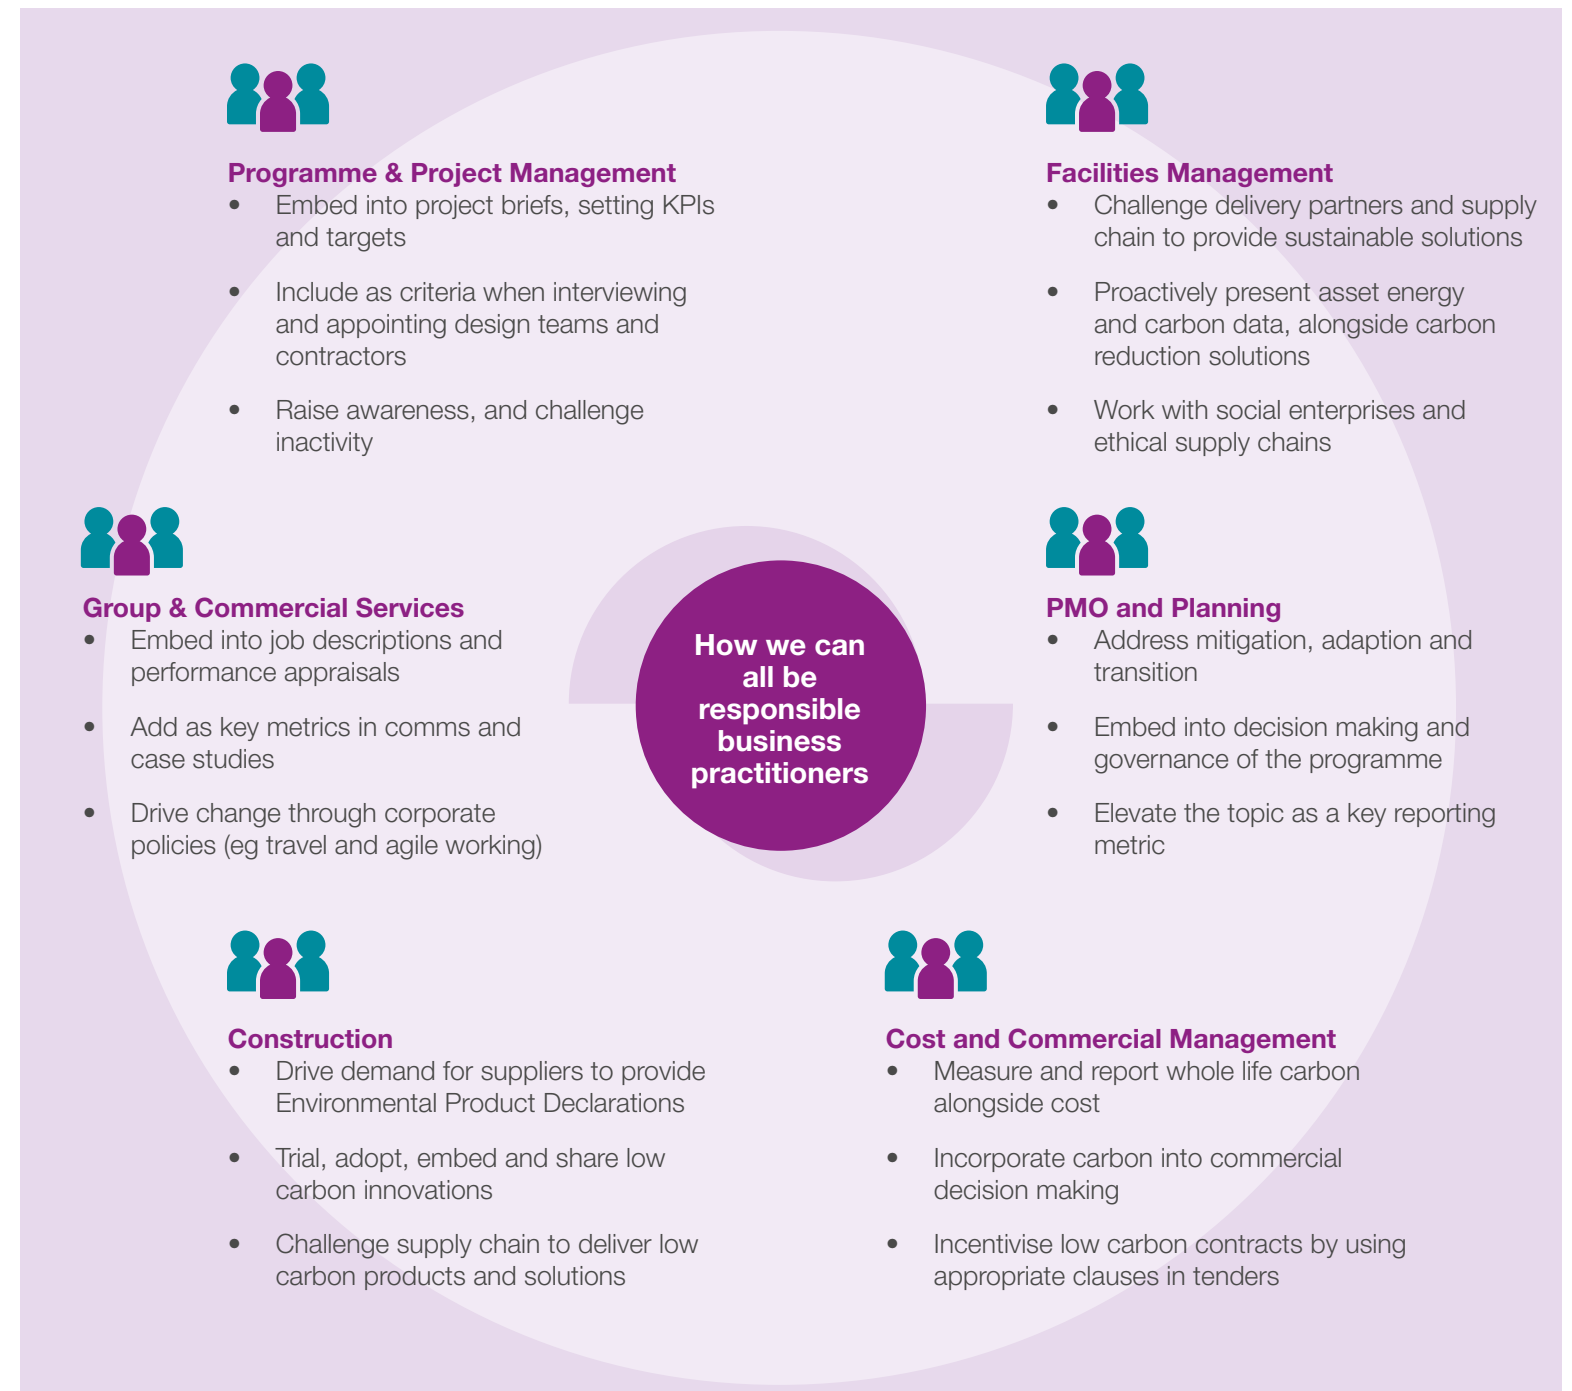 Programme & Project Management
• Embed into project briefs, setting KPIs
and targets
• Include as criteria when interviewing
and appointing design teams and
contractors
• Raise awareness, and challenge
inactivity
Facilities Management
• Challenge delivery partners and supply
chain to provide sustainable solutions
• Proactively present asset energy
and carbon data, alongside carbon
reduction solutions
• Work with social enterprises and
ethical supply chains
Group & Commercial Services
• Embed into job descriptions and
performance appraisals
• Add as key metrics in comms and
case studies
• Drive change through corporate
policies (eg travel and agile working)
How we can
all be
responsible
business
practitioners
PMO and Planning
• Address mitigation, adaption and
transition
• Embed into decision making and
governance of the programme
• Elevate the topic as a key reporting
metric
Construction
• Drive demand for suppliers to provide
Environmental Product Declarations
• Trial, adopt, embed and share low
carbon innovations
• Challenge supply chain to deliver low
carbon products and solutions
Cost and Commercial Management
• Measure and report whole life carbon
alongside cost
• Incorporate carbon into commercial
decision making
• Incentivise low carbon contracts by using
appropriate clauses in tenders